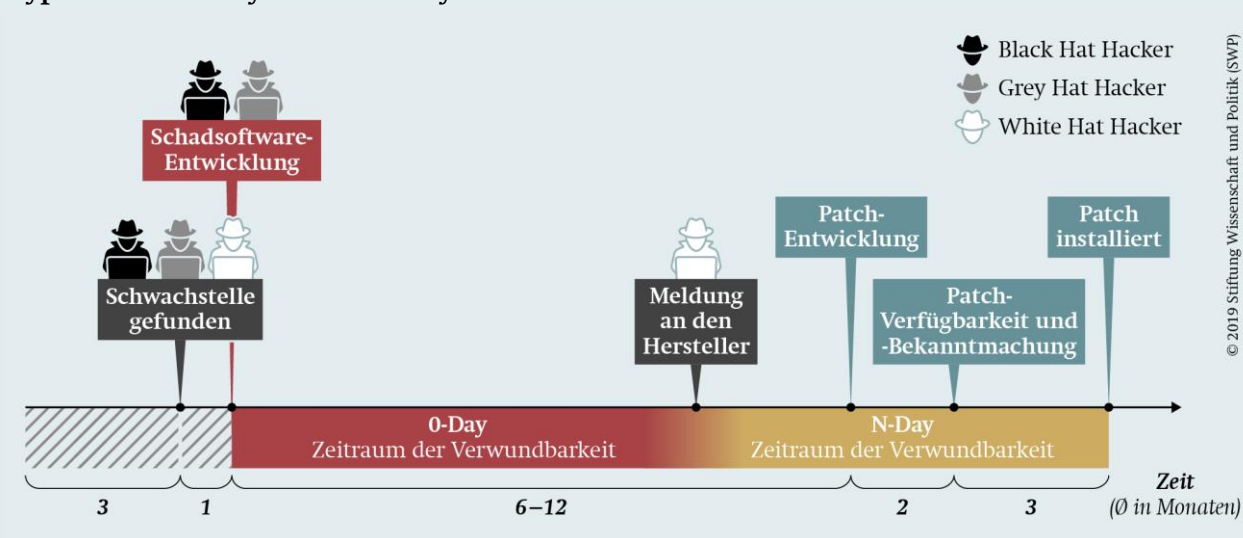 Black Hat Hacker
Grey Hat Hacker
White Hat Hacker
© 2019 Stiftung Wissenschaft und Politik (SWP)
Schadsoftware-
Entwicklung
Schwachstelle
gefunden
Meldung
an den
Hersteller
Patch-
Entwicklung
Patch-
Verfügbarkeit und
-Bekanntmachung
Patch
installiert
0-Day
Zeitraum der Verwundbarkeit
N-Day
Zeitraum der Verwundbarkeit
3
1
6–12
2
3
Zeit
(Ø in Monaten)